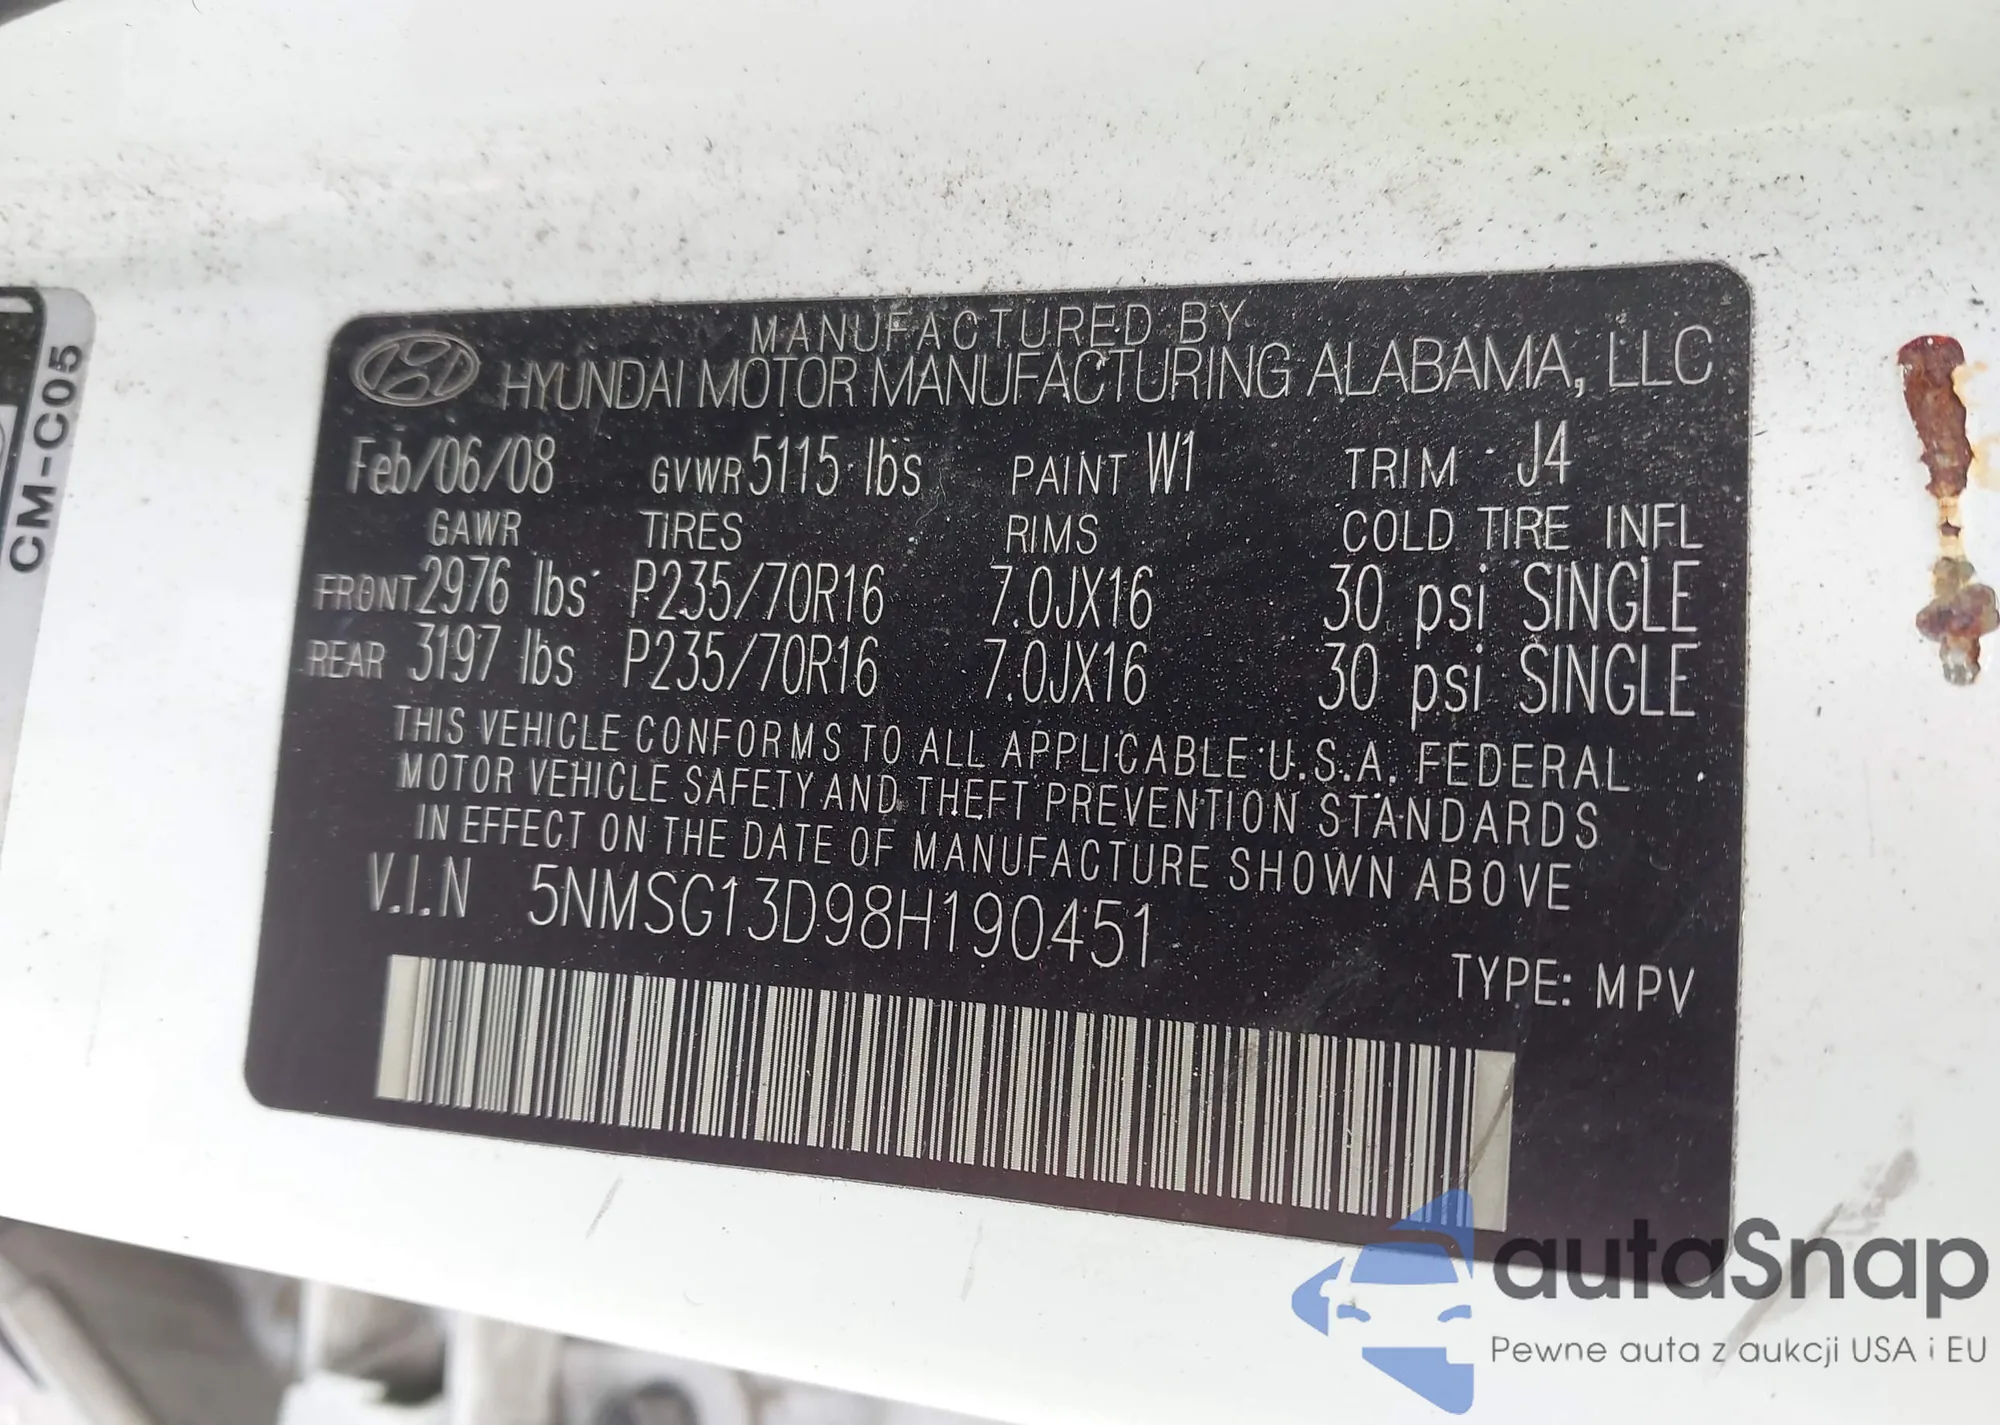 CM-C05
MANUFACTURED BY
HYUNDAI MOTOR MANUFACTURING ALABAMA, LLC
Feb/06/08 GVWR 5115 lbs PAINT W1 TRIM J4
GAWR TIRES RIMS COLD TIRE INFL
FRONT 2976 lbs P235/70R16 7.0JX16 30 psi SINGLE
REAR 3197 lbs P235/70R16 7.0JX16 30 psi SINGLE
THIS VEHICLE CONFORMS TO ALL APPLICABLE U.S.A. FEDERAL
MOTOR VEHICLE SAFETY AND THEFT PREVENTION STANDARDS
IN EFFECT ON THE DATE OF MANUFACTURE SHOWN ABOVE
V.I.N 5NMSG13D98H190451
TYPE: MPV
autaSnap
Pewne auta z aukcji USA i EU